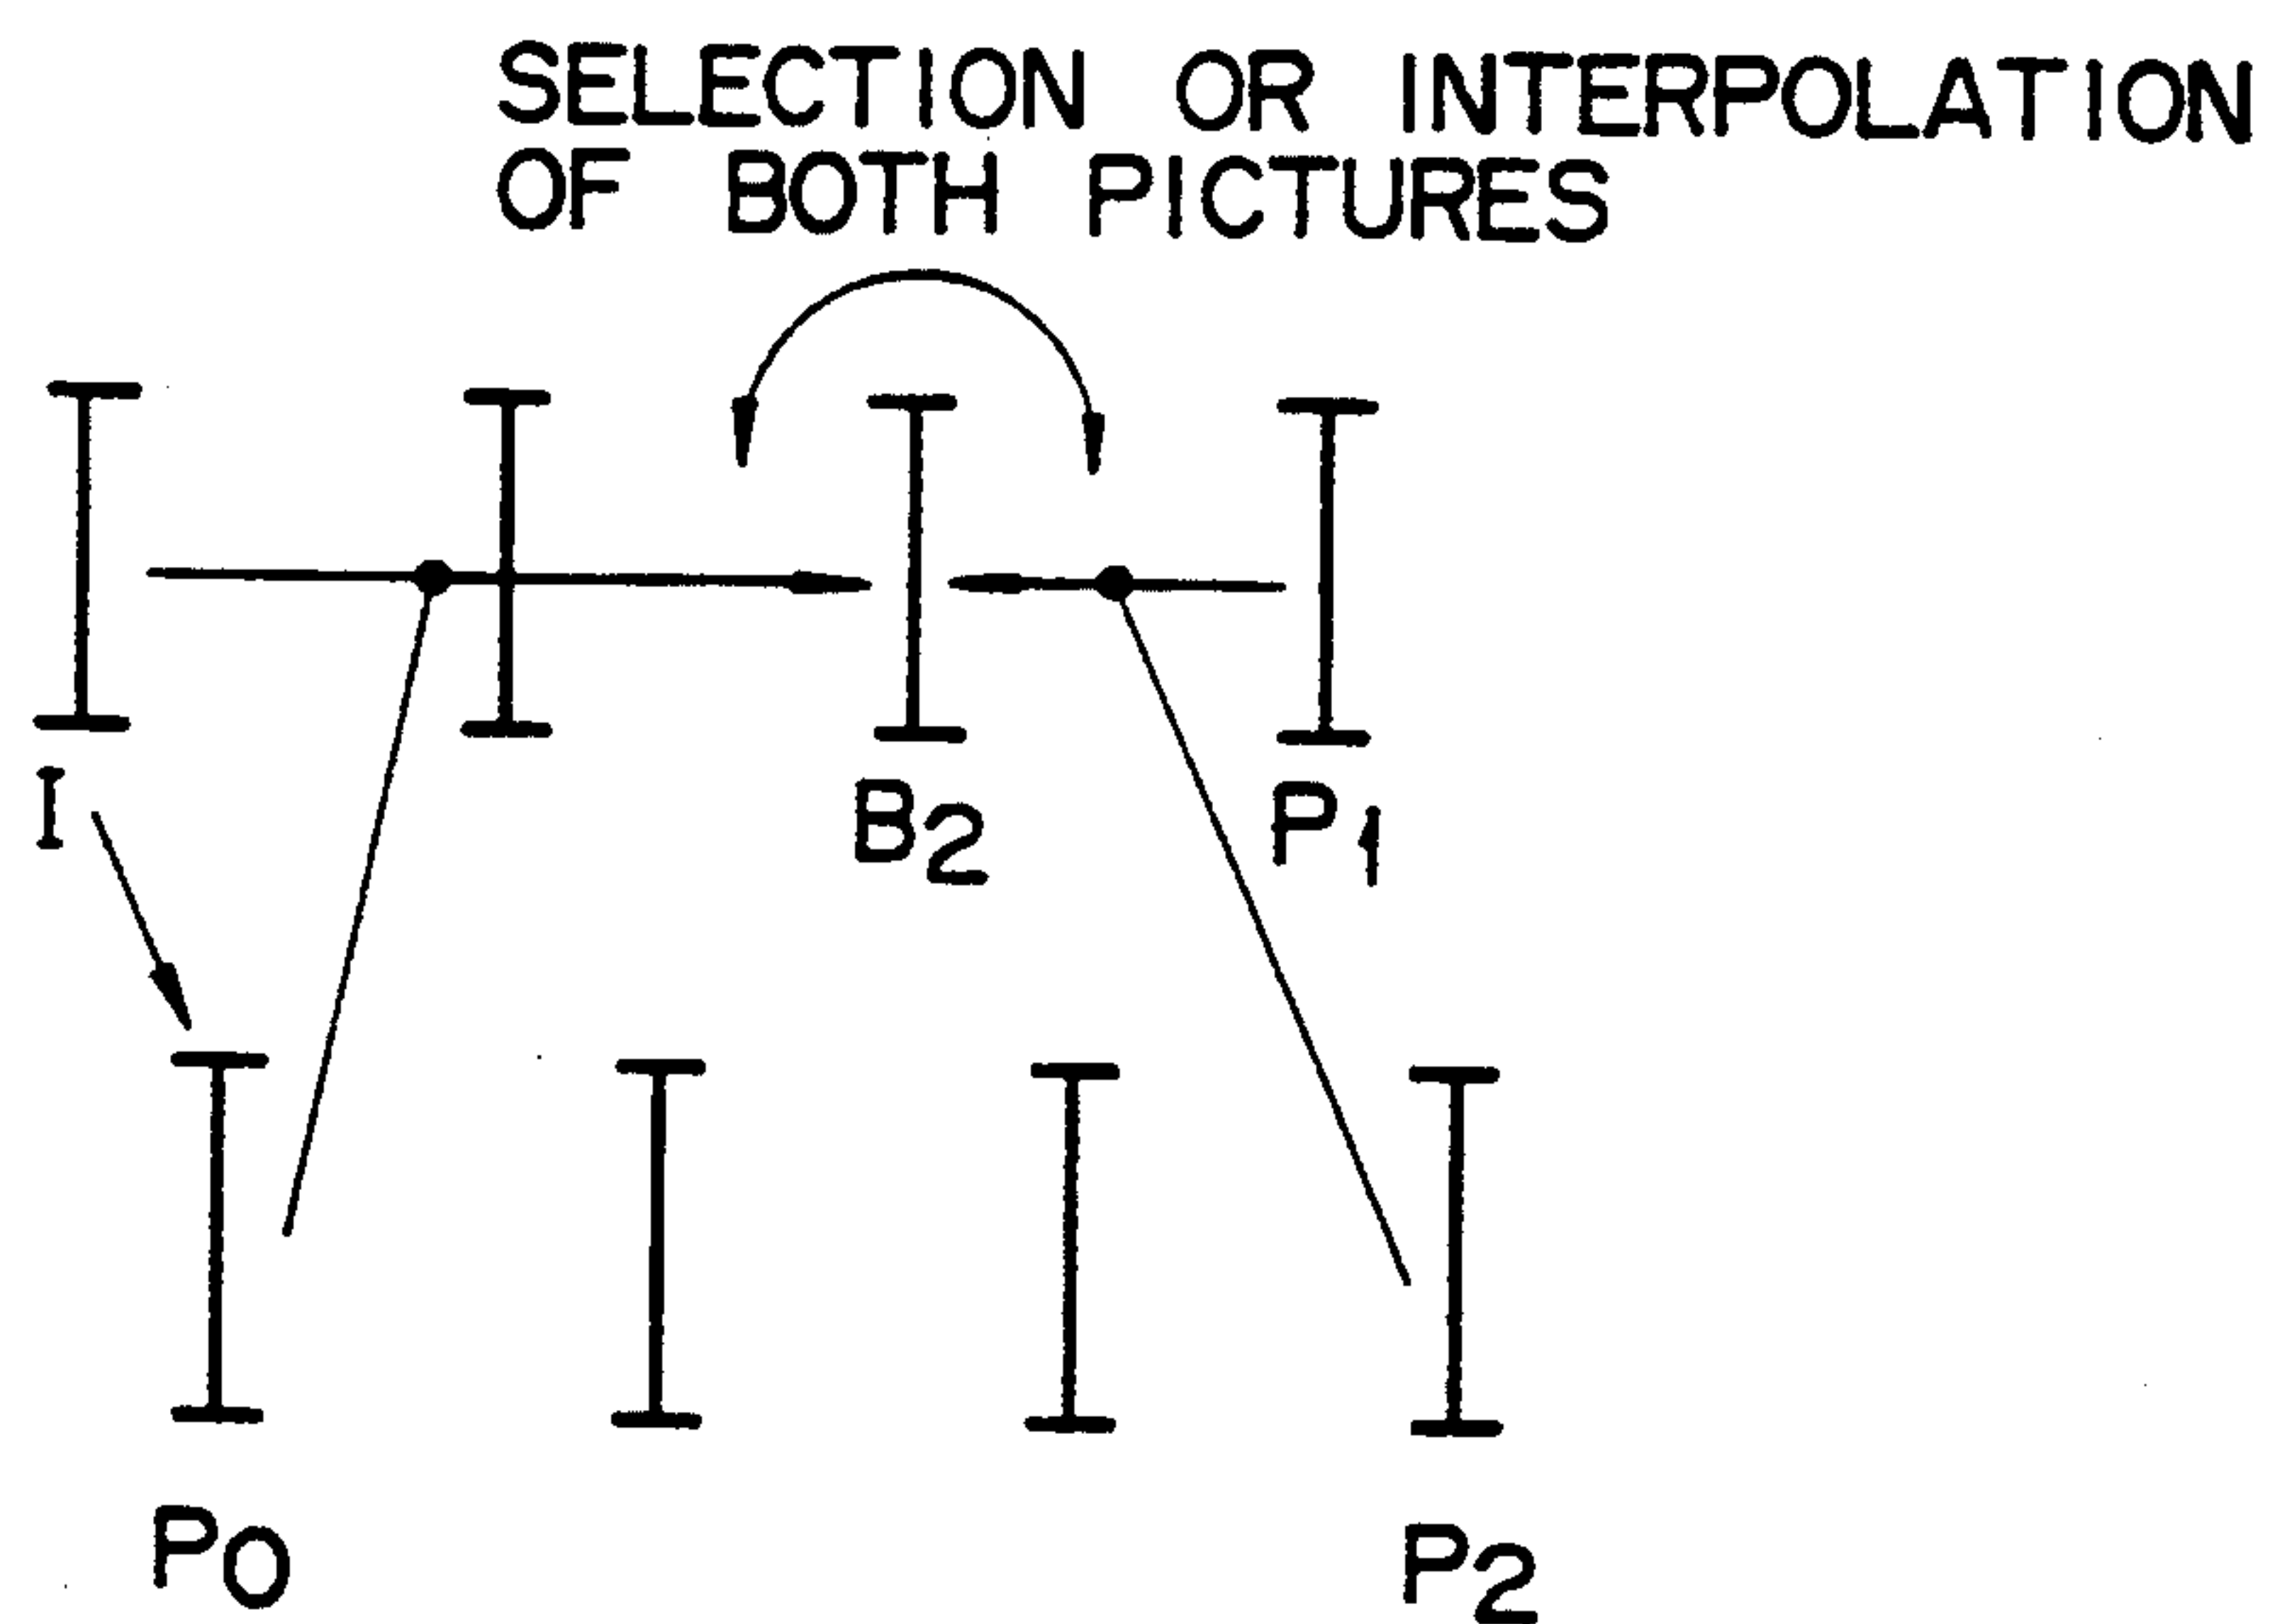 SELECTION OR INTERPOLATION
OF BOTH PICTURES
I
B2
P1
P0
P2